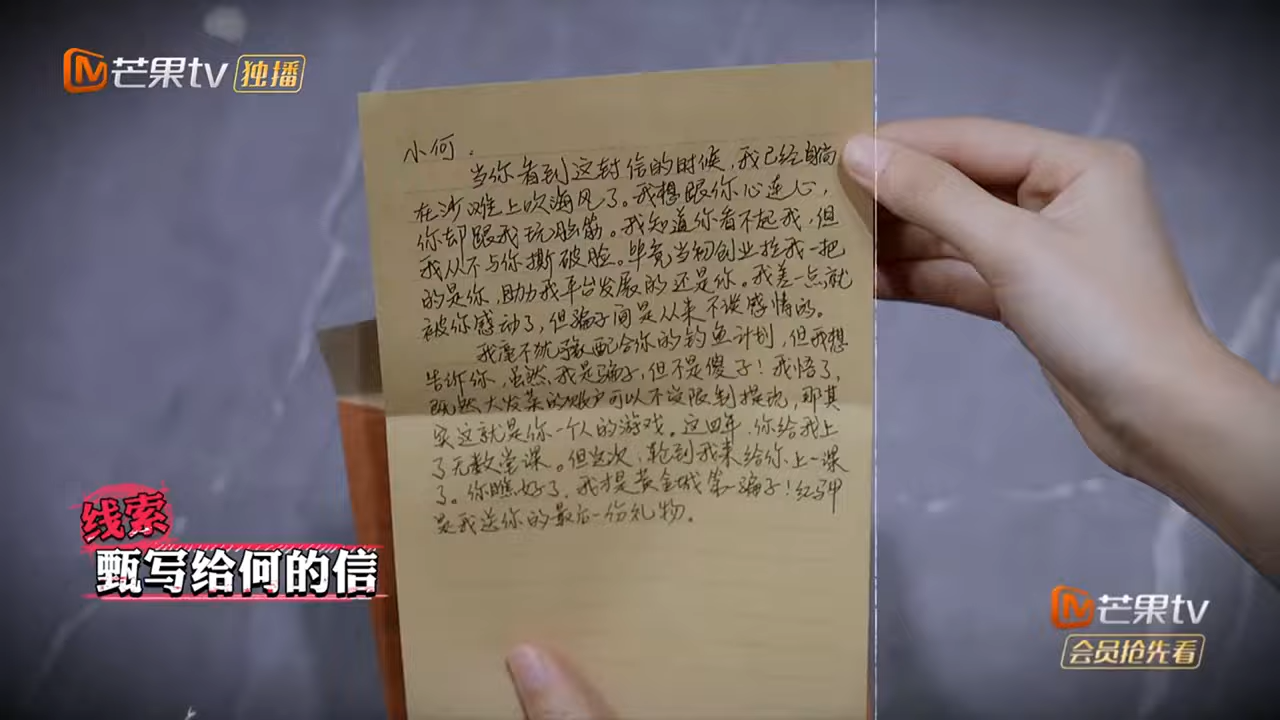 芒果tv 独播
小何，
当你看到这封信的时候，我已经躺
在沙滩上吹海风了。我想跟你心连心，
你却跟我玩脑筋。我知道你看不起我，但
我从不与你撕破脸。毕竟当初创业拉我一把
的是你，助力我平台发展的还是你。我差一点就
被你感动了，但骗子间是从来不谈感情的。
我毫不犹豫配合你的钓鱼计划，但我想
告诉你，虽然我是骗子，但不是傻子！我悟了，
既然大发菜的账户可以不设限制提现，那其
实这就是你一个人的游戏。这四年，你给我上
了无数堂课。但这次，轮到我来给你上一课
了。你瞧好了，我才是黄金城第一骗子！红马甲
是我送你的最后一份礼物。
线索
甄写给何的信
芒果tv
会员抢先看